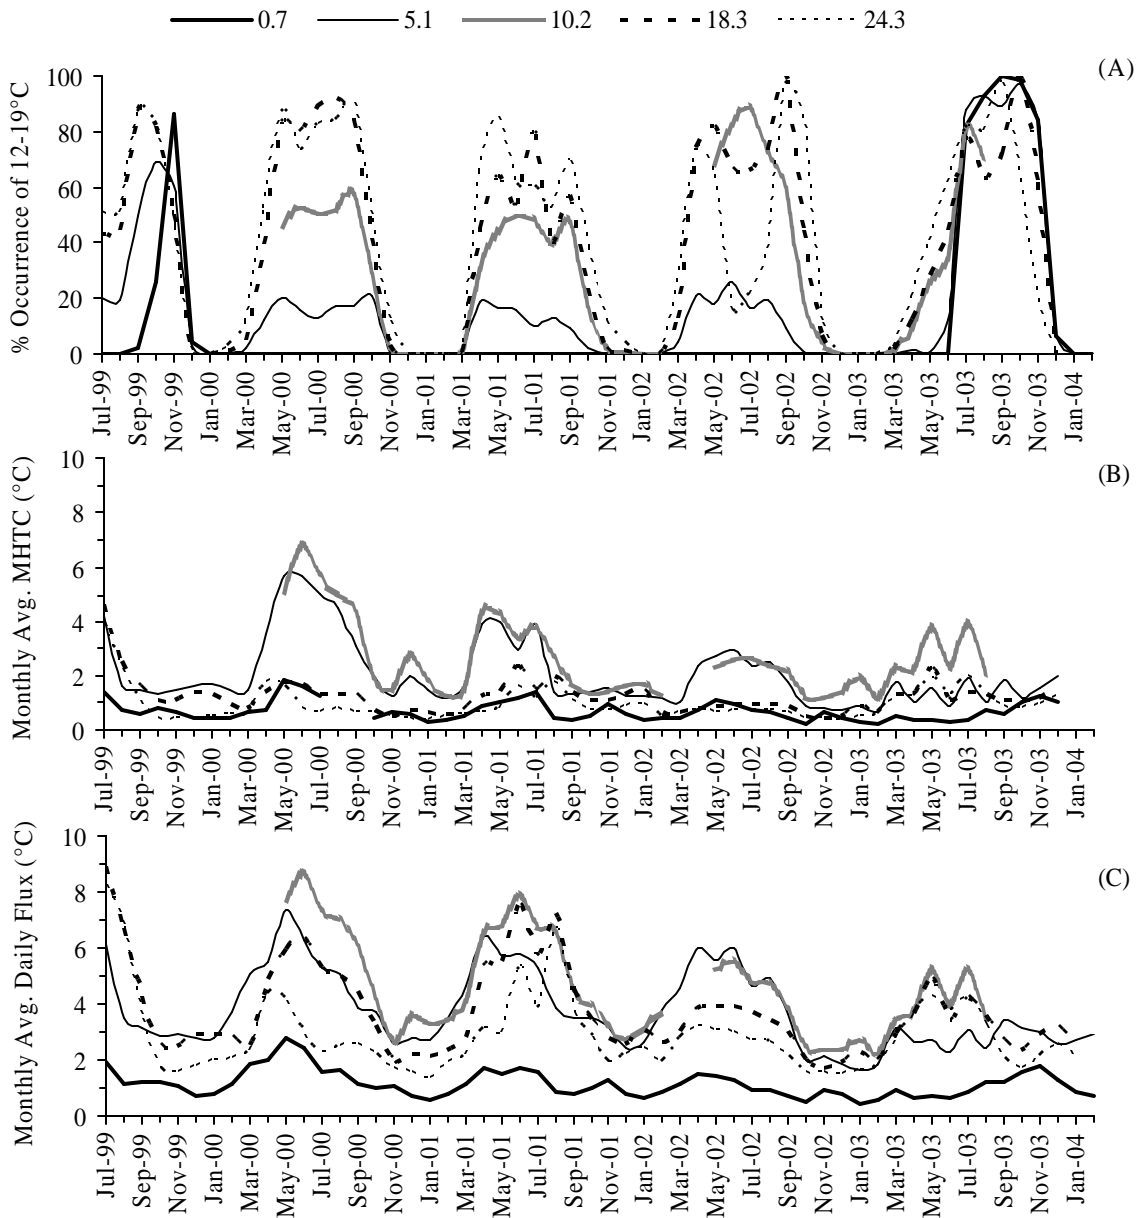 0.7 5.1 10.2 18.3 24.3
(A)
% Occurrence of 12-19°C
100
80
60
40
20
0
Jul-99 Sep-99 Nov-99 Jan-00 Mar-00 May-00 Jul-00 Sep-00 Nov-00 Jan-01 Mar-01 May-01 Jul-01 Sep-01 Nov-01 Jan-02 Mar-02 May-02 Jul-02 Sep-02 Nov-02 Jan-03 Mar-03 May-03 Jul-03 Sep-03 Nov-03 Jan-04
(B)
Monthly Avg. MHTC (°C)
10
8
6
4
2
0
Jul-99 Sep-99 Nov-99 Jan-00 Mar-00 May-00 Jul-00 Sep-00 Nov-00 Jan-01 Mar-01 May-01 Jul-01 Sep-01 Nov-01 Jan-02 Mar-02 May-02 Jul-02 Sep-02 Nov-02 Jan-03 Mar-03 May-03 Jul-03 Sep-03 Nov-03 Jan-04
(C)
Monthly Avg. Daily Flux (°C)
10
8
6
4
2
0
Jul-99 Sep-99 Nov-99 Jan-00 Mar-00 May-00 Jul-00 Sep-00 Nov-00 Jan-01 Mar-01 May-01 Jul-01 Sep-01 Nov-01 Jan-02 Mar-02 May-02 Jul-02 Sep-02 Nov-02 Jan-03 Mar-03 May-03 Jul-03 Sep-03 Nov-03 Jan-04